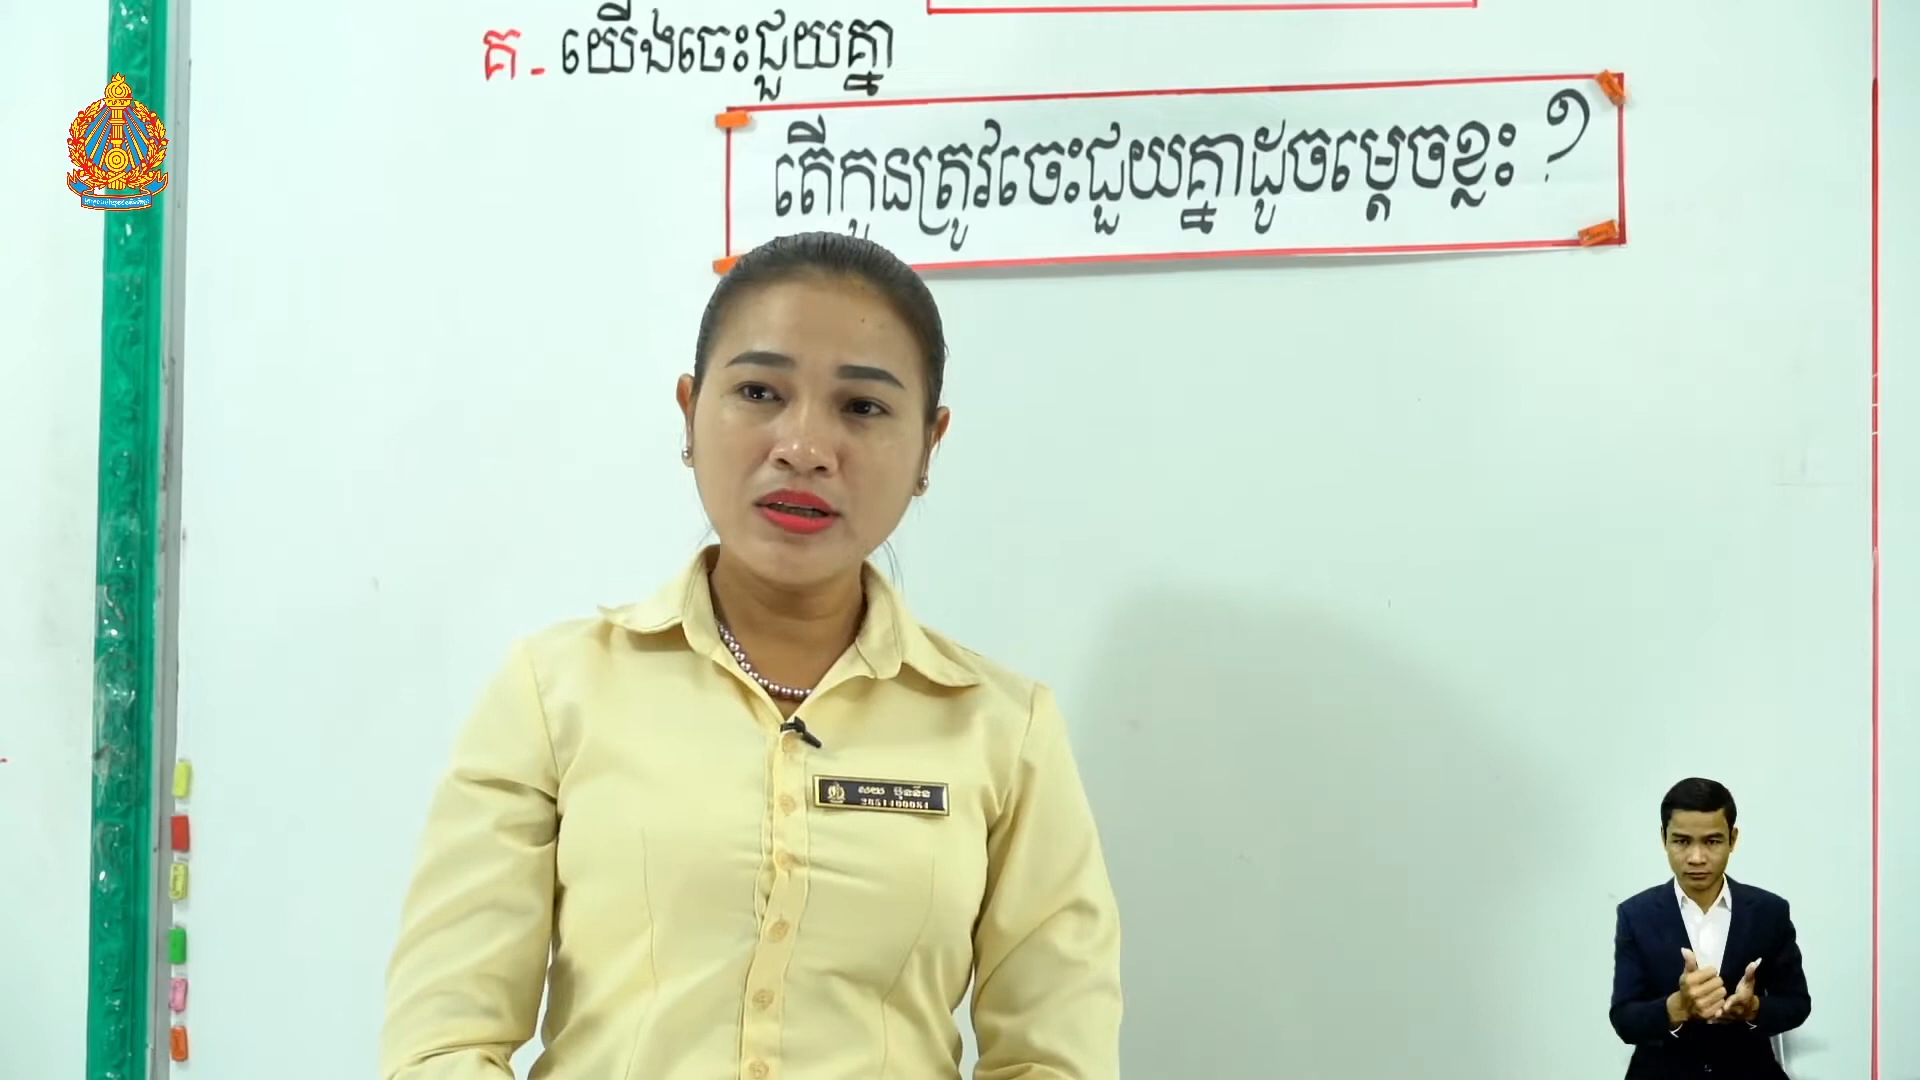 គ - យើងចេះជួយគ្នា
តើកូនត្រូវចេះជួយគ្នាដូចម្ដេចខ្លះ ?